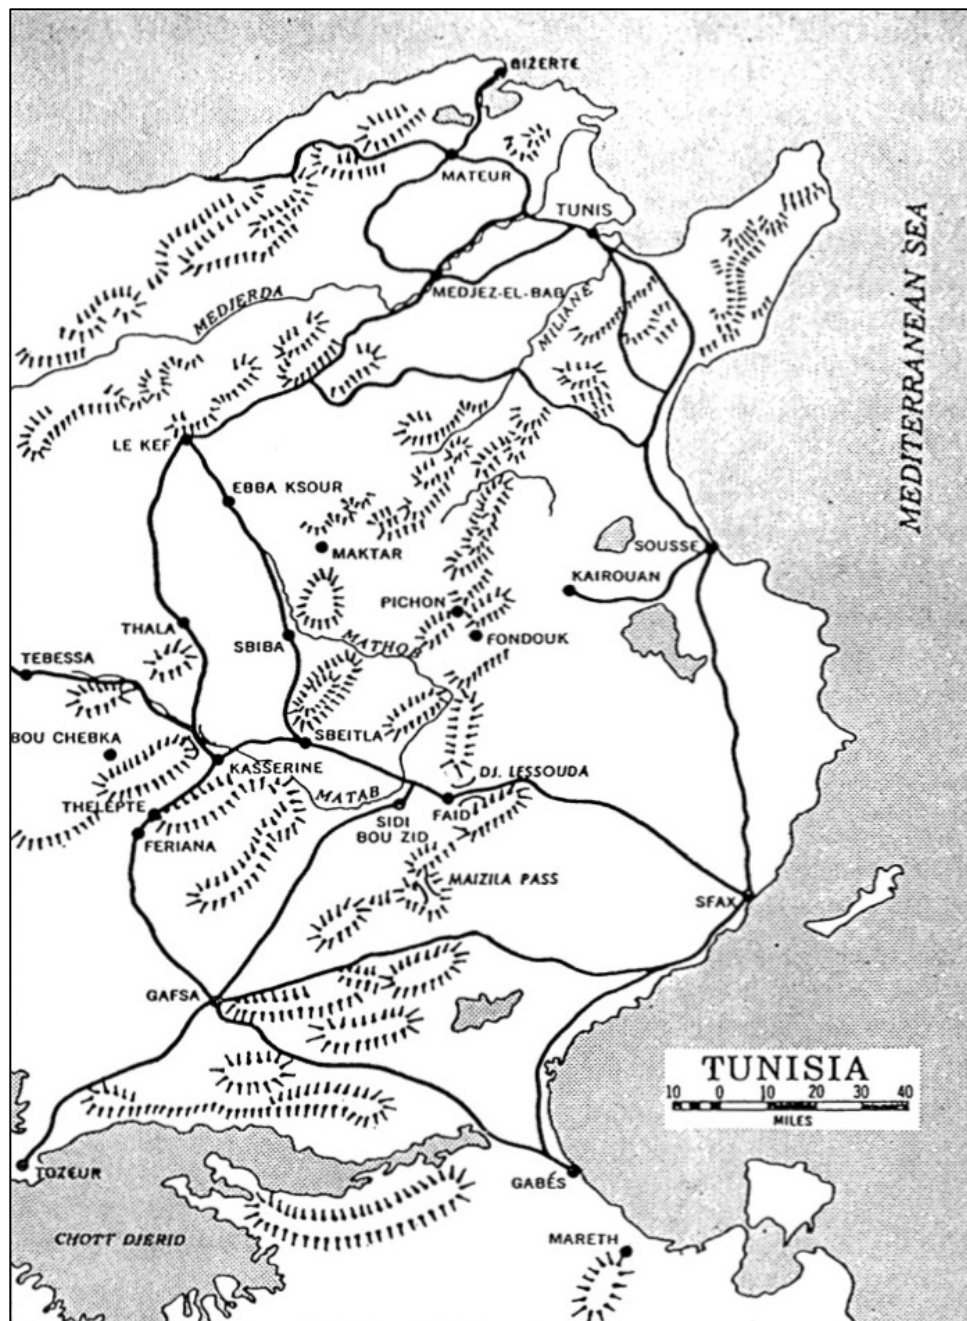 BIZERTE
MATEUR
TUNIS
MEDJEZ-EL-BAB
MEDJERDA
MILIANE
MEDITERRANEAN SEA
LE KEF
EBBA KSOUR
MAKTAR
SOUSSE
KAIROUAN
PICHON
THALA
SBIBA
MATHOB
FONDOUK
TEBESSA
BOU CHEBKA
SBEITLA
KASSERINE
DJ. LESSOUDA
MATAB
THELEPTE
FAID
SIDI
BOU ZID
FERIANA
MAIZILA PASS
SFAX
GAFSA
TUNISIA
10 0 10 20 30 40
MILES
TOZEUR
GABÉS
CHOTT DJERID
MARETH